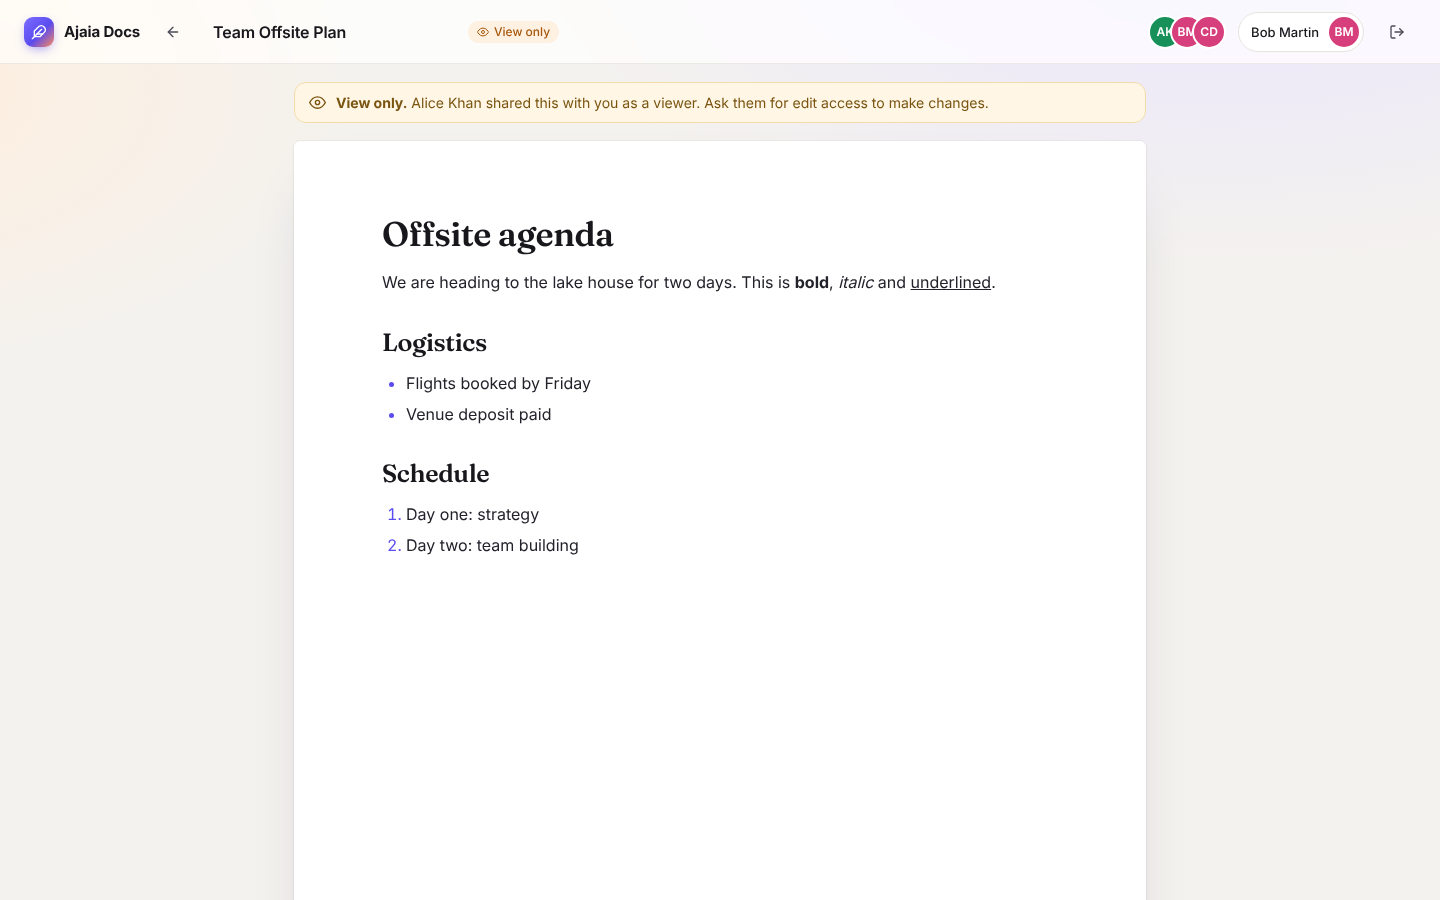 Ajaia Docs
Team Offsite Plan
View only
AK
BM
CD
Bob Martin
BM
View only. Alice Khan shared this with you as a viewer. Ask them for edit access to make changes.
Offsite agenda
We are heading to the lake house for two days. This is bold, italic and underlined.
Logistics
• Flights booked by Friday
• Venue deposit paid
Schedule
1. Day one: strategy
2. Day two: team building